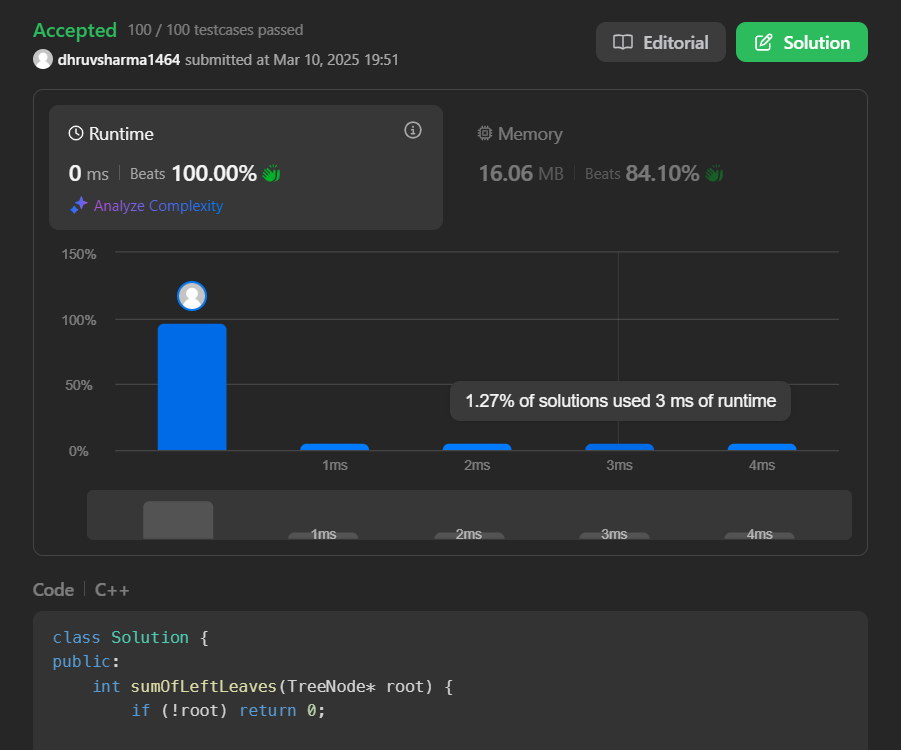 Accepted 100 / 100 testcases passed
dhruvsharma1464 submitted at Mar 10, 2025 19:51
Editorial
Solution
Runtime
0 ms Beats 100.00%
Analyze Complexity
Memory
16.06 MB Beats 84.10%
150%
100%
50%
0%
1.27% of solutions used 3 ms of runtime
1ms 2ms 3ms 4ms
1ms 2ms 3ms 4ms
Code C++
class Solution {
public:
    int sumOfLeftLeaves(TreeNode* root) {
        if (!root) return 0;